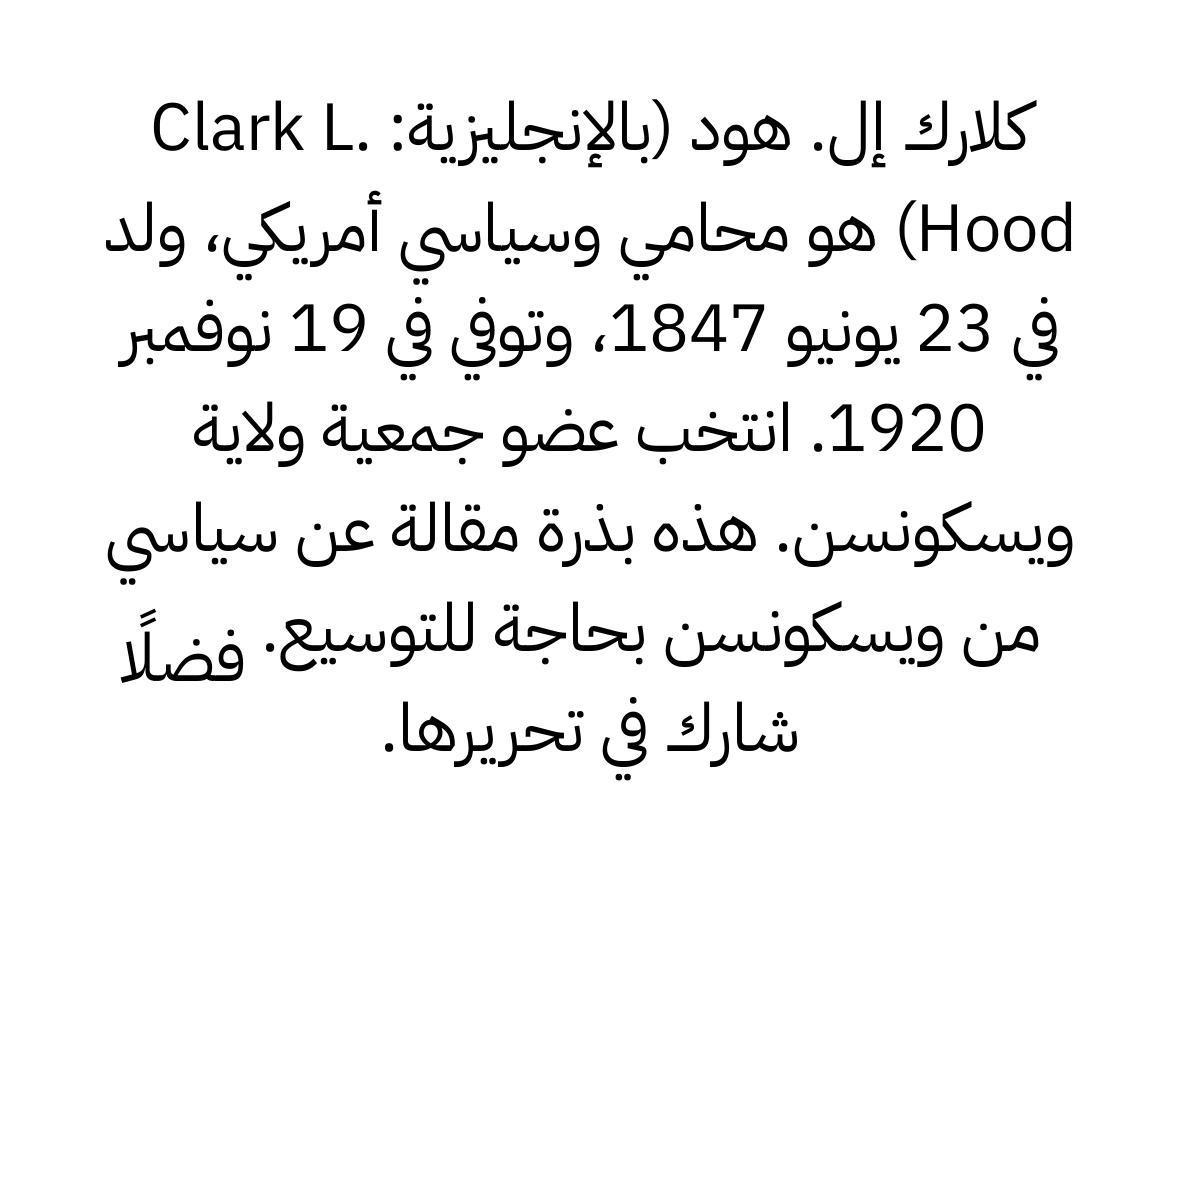 كلارك إل. هود (بالإنجليزية: Clark L.
Hood) هو محامي وسياسي أمريكي، ولد
في 23 يونيو 1847، وتوفي في 19 نوفمبر
1920. انتخب عضو جمعية ولاية
ويسكونسن. هذه بذرة مقالة عن سياسي
من ويسكونسن بحاجة للتوسيع. فضلًا
شارك في تحريرها.